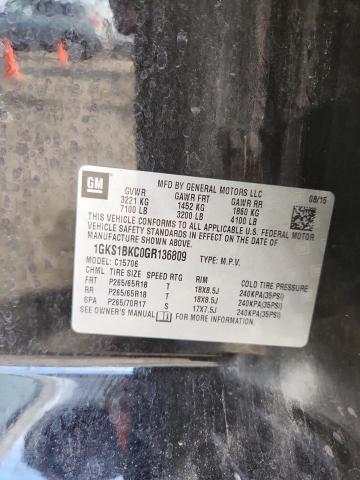 GM
MFD BY GENERAL MOTORS LLC
08/15
GVWR GAWR FRT GAWR RR
3221 KG 1452 KG 1860 KG
7100 LB 3200 LB 4100 LB
THIS VEHICLE CONFORMS TO ALL APPLICABLE U.S. FEDERAL MOTOR
VEHICLE SAFETY STANDARDS IN EFFECT ON THE DATE OF
MANUFACTURE SHOWN ABOVE.
1GKS1BKC0GR136809
TYPE: M.P.V.
MODEL: C15706
CHML TIRE SIZE SPEED RTG RIM COLD TIRE PRESSURE
FRT P265/65R18 T 18X8.5J 240KPA(35PSI)
RR P265/65R18 T 18X8.5J 240KPA(35PSI)
SPA P265/70R17 T 17X7.5J 240KPA(35PSI)
SEE OWNER'S MANUAL FOR MORE INFORMATION.